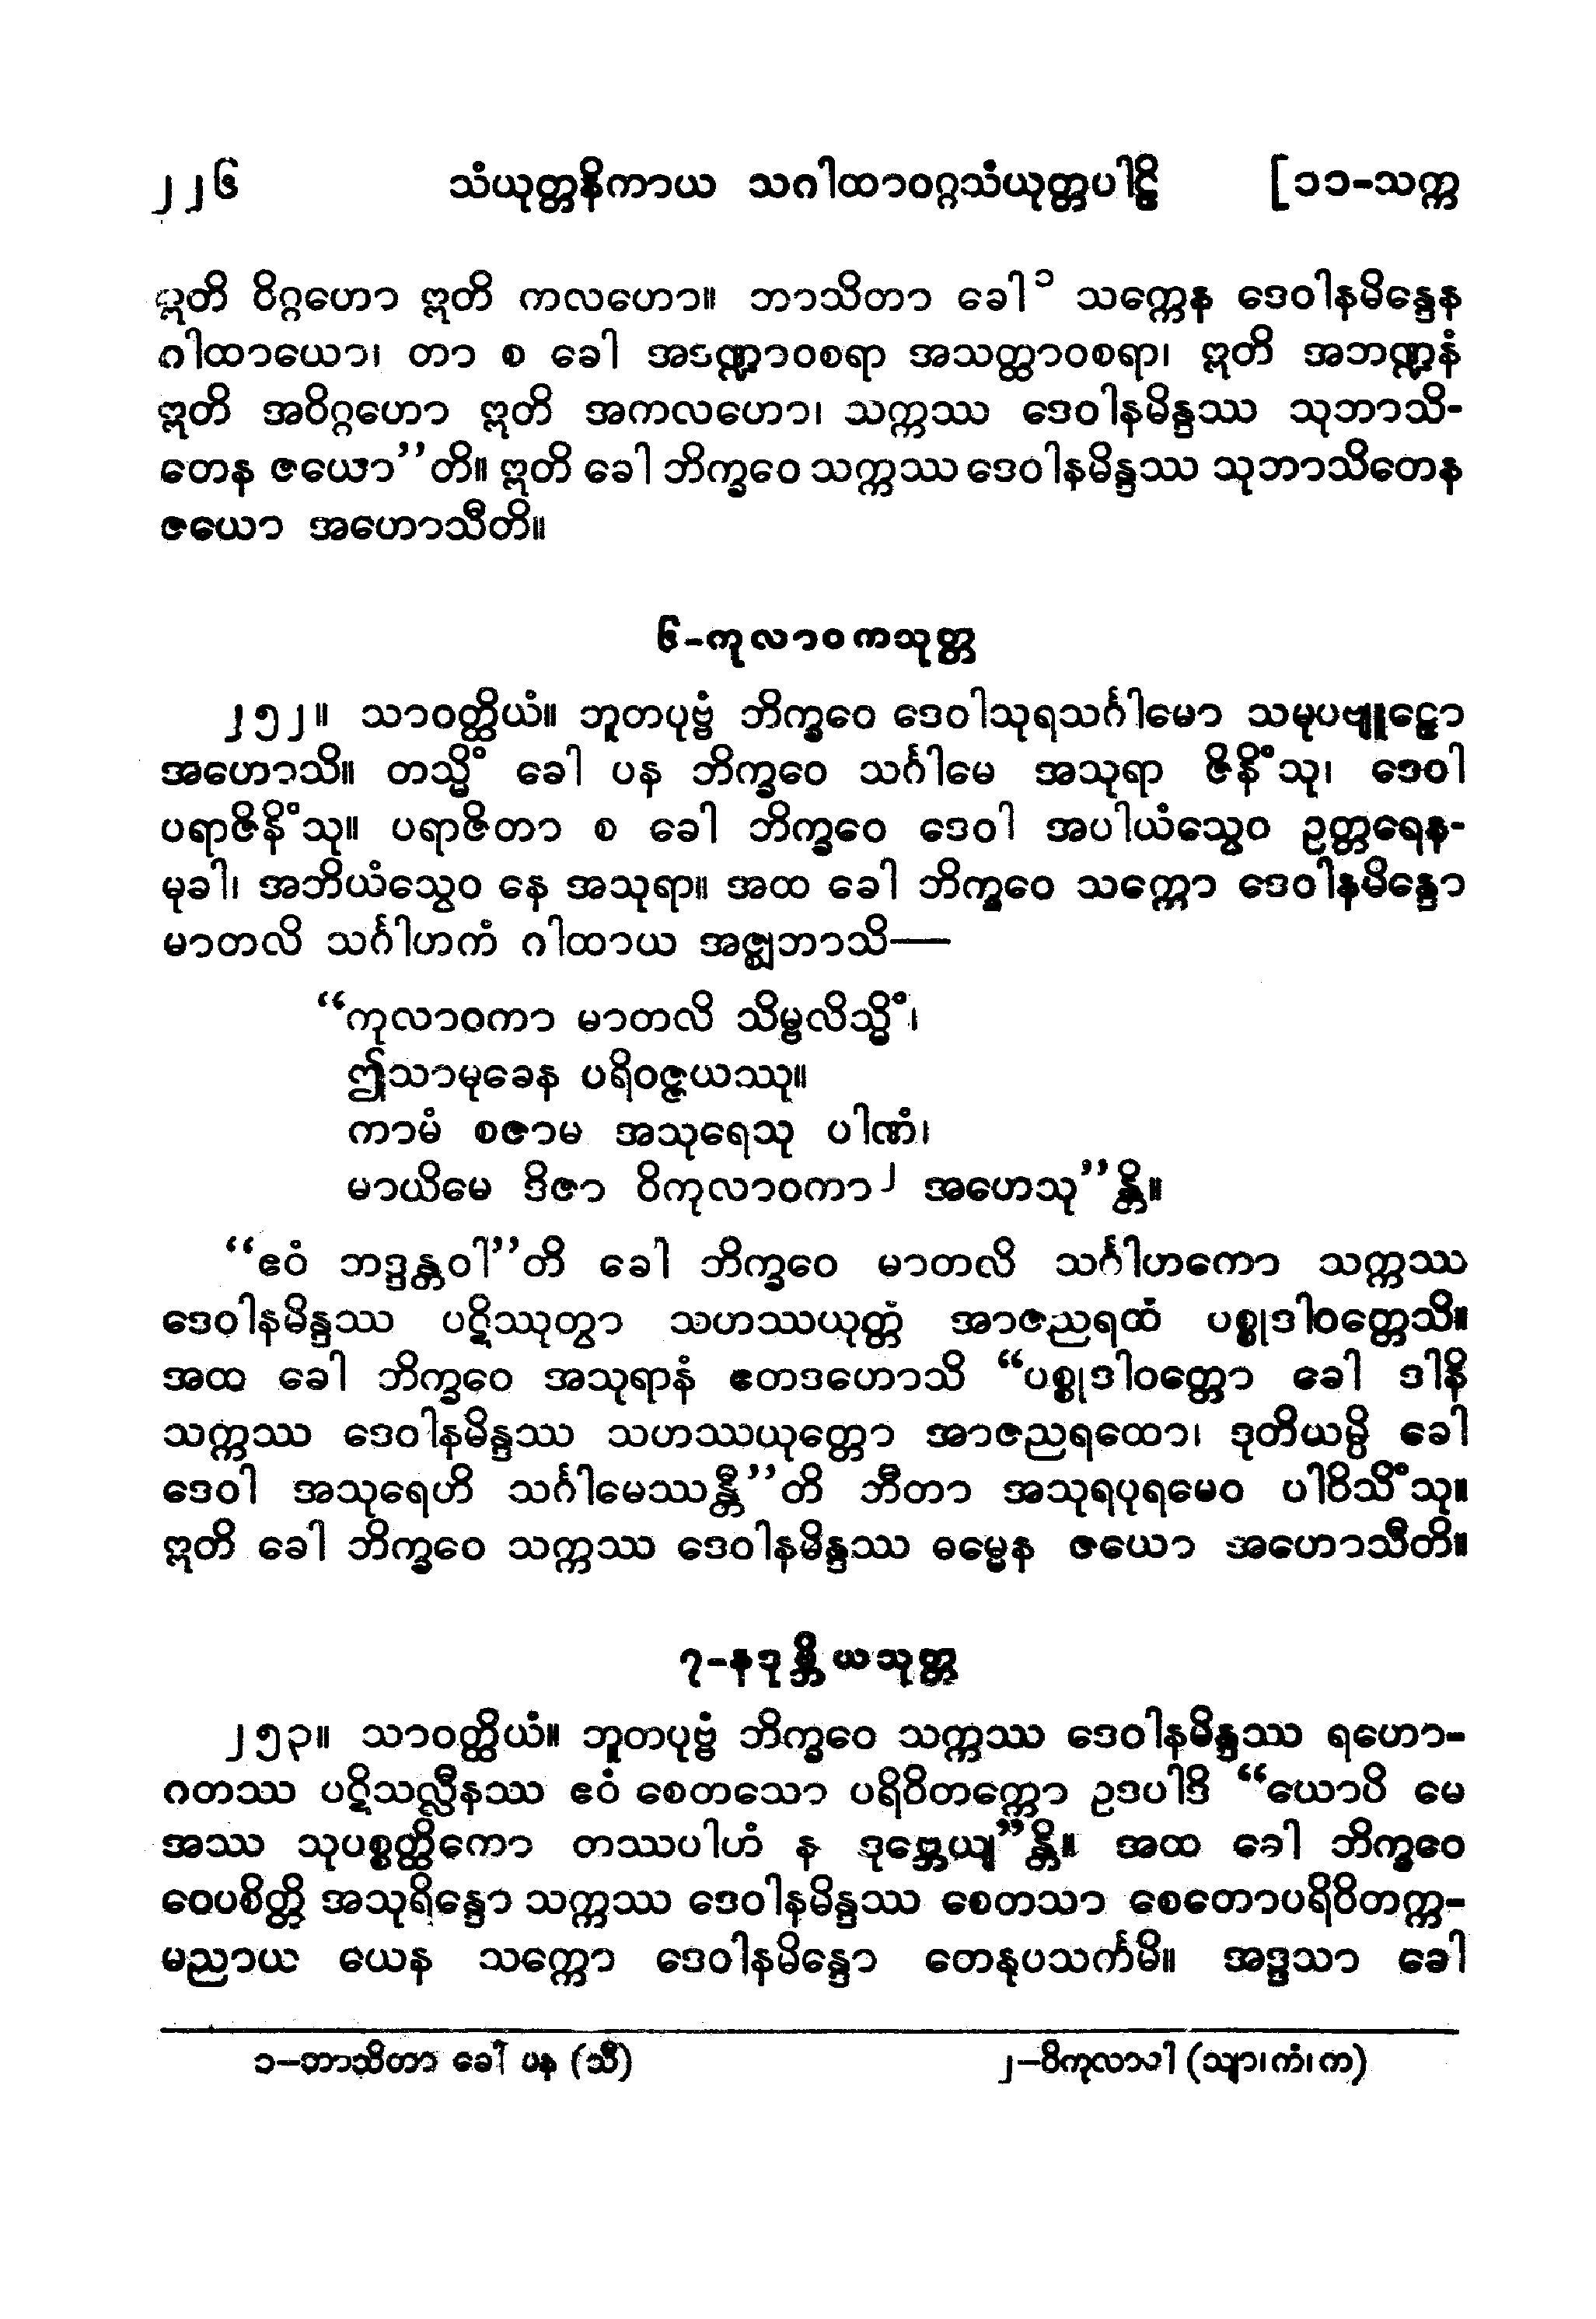 ၂၂၆ သံယုတ္တနိကာယ သဂါထာဝဂ္ဂသံယုတ္တပါဠိ [၁၁-သက္က
ဣတိ ဝိဂ္ဂဟော ဣတိ ကလဟော။ ဘာသိတာ ခေါ၁ သက္ကေန ဒေဝါနမိန္ဒေန
ဂါထာယော၊ တာ စ ခေါ အဒဏ္ဍာဝစရာ အသတ္ထာဝစရာ၊ ဣတိ အဘဏ္ဍနံ
ဣတိ အဝိဂ္ဂဟော ဣတိ အကလဟော၊ သက္ကဿ ဒေဝါနမိန္ဒဿ သုဘာသိ-
တေန ဇယော’’တိ။ ဣတိ ခေါ ဘိက္ခဝေ သက္ကဿ ဒေဝါနမိန္ဒဿ သုဘာသိတေန
ဇယော အဟောသီတိ။
၆-ကုလာဝကသုတ္တ
၂၅၂။ သာဝတ္ထိယံ။ ဘူတပုဗ္ဗံ ဘိက္ခဝေ ဒေဝါသုရသင်္ဂါမော သမုပဗျူဠှော
အဟောသိ။ တသ္မိံ ခေါ ပန ဘိက္ခဝေ သင်္ဂါမေ အသုရာ ဇိနိံသု၊ ဒေဝါ
ပရာဇိနိံသု။ ပရာဇိတာ စ ခေါ ဘိက္ခဝေ ဒေဝါ အပါယံသွေဝ ဥတ္တရေန-
မုခါ၊ အဘိယံသွေဝ နေ အသုရာ။ အထ ခေါ ဘိက္ခဝေ သက္ကော ဒေဝါနမိန္ဒော
မာတလိ သင်္ဂါဟကံ ဂါထာယ အဇ္ဈဘာသိ—
‘‘ကုလာဝကာ မာတလိ သိမ္ဗလိသ္မိံ၊
ဤသာမုခေန ပရိဝဇ္ဇယဿု။
ကာမံ စဇာမ အသုရေသု ပါဏံ၊
မာယိမေ ဒိဇာ ဝိကုလာဝကာ၂ အဟေသု’’န္တိ။
‘‘ဧဝံ ဘဒ္ဒန္တဝါ’’တိ ခေါ ဘိက္ခဝေ မာတလိ သင်္ဂါဟကော သက္ကဿ
ဒေဝါနမိန္ဒဿ ပဋိဿုတွာ သဟဿယုတ္တံ အာဇညရထံ ပစ္စုဒါဝတ္တေသိ။
အထ ခေါ ဘိက္ခဝေ အသုရာနံ ဧတဒဟောသိ ‘‘ပစ္စုဒါဝတ္တော ခေါ ဒါနိ
သက္ကဿ ဒေဝါနမိန္ဒဿ သဟဿယုတ္တော အာဇညရထော၊ ဒုတိယမ္ပိ ခေါ
ဒေဝါ အသုရေဟိ သင်္ဂါမေဿန္တီ’’တိ ဘီတာ အသုရပုရမေဝ ပါဝိသိံသု။
ဣတိ ခေါ ဘိက္ခဝေ သက္ကဿ ဒေဝါနမိန္ဒဿ ဓမ္မေန ဇယော အဟောသီတိ။
၇-နဒုဗ္ဘိယသုတ္တ
၂၅၃။ သာဝတ္ထိယံ။ ဘူတပုဗ္ဗံ ဘိက္ခဝေ သက္ကဿ ဒေဝါနမိန္ဒဿ ရဟော-
ဂတဿ ပဋိသလ္လီနဿ ဧဝံ စေတသော ပရိဝိတက္ကော ဥဒပါဒိ ‘‘ယောပိ မေ
အဿ သုပစ္စတ္ထိကော တဿပါဟံ န ဒုဗ္ဘေယျ’’န္တိ။ အထ ခေါ ဘိက္ခဝေ
ဝေပစိတ္တိ အသုရိန္ဒော သက္ကဿ ဒေဝါနမိန္ဒဿ စေတသာ စေတောပရိဝိတက္က-
မညာယ ယေန သက္ကော ဒေဝါနမိန္ဒော တေနုပသင်္ကမိ။ အဒ္ဒသာ ခေါ
၁–ဘာသိတာ ခေါ ပန (သီ) ၂–ဝိကုလာဝါ (သျာ၊ကံ၊က)